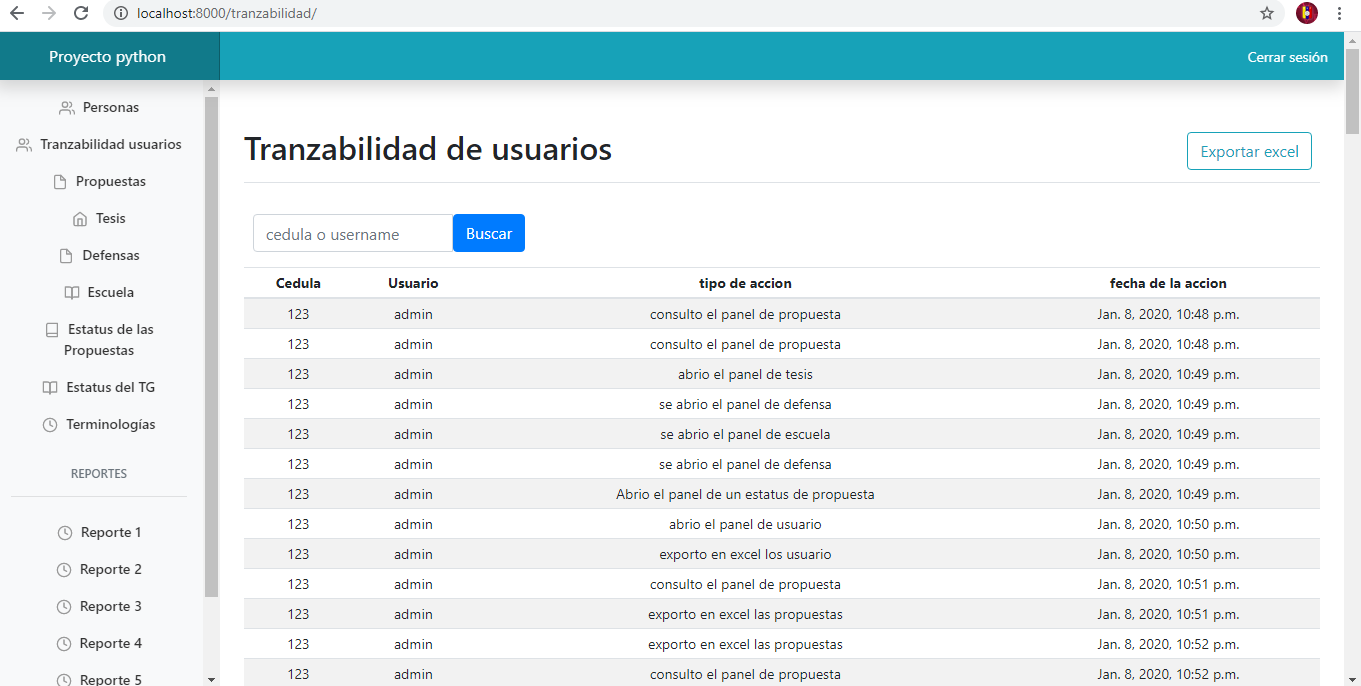 localhost:8000/tranzabilidad/
Proyecto python
Cerrar sesión
Personas
Tranzabilidad usuarios
Propuestas
Tesis
Defensas
Escuela
Estatus de las
Propuestas
Estatus del TG
Terminologías
REPORTES
Reporte 1
Reporte 2
Reporte 3
Reporte 4
Reporte 5
Tranzabilidad de usuarios
Exportar excel
cedula o username Buscar
Cedula Usuario tipo de accion fecha de la accion
123 admin consulto el panel de propuesta Jan. 8, 2020, 10:48 p.m.
123 admin consulto el panel de propuesta Jan. 8, 2020, 10:48 p.m.
123 admin abrio el panel de tesis Jan. 8, 2020, 10:49 p.m.
123 admin se abrio el panel de defensa Jan. 8, 2020, 10:49 p.m.
123 admin se abrio el panel de escuela Jan. 8, 2020, 10:49 p.m.
123 admin se abrio el panel de defensa Jan. 8, 2020, 10:49 p.m.
123 admin Abrio el panel de un estatus de propuesta Jan. 8, 2020, 10:49 p.m.
123 admin abrio el panel de usuario Jan. 8, 2020, 10:50 p.m.
123 admin exporto en excel los usuario Jan. 8, 2020, 10:50 p.m.
123 admin consulto el panel de propuesta Jan. 8, 2020, 10:51 p.m.
123 admin exporto en excel las propuestas Jan. 8, 2020, 10:51 p.m.
123 admin exporto en excel las propuestas Jan. 8, 2020, 10:52 p.m.
123 admin consulto el panel de propuesta Jan. 8, 2020, 10:52 p.m.